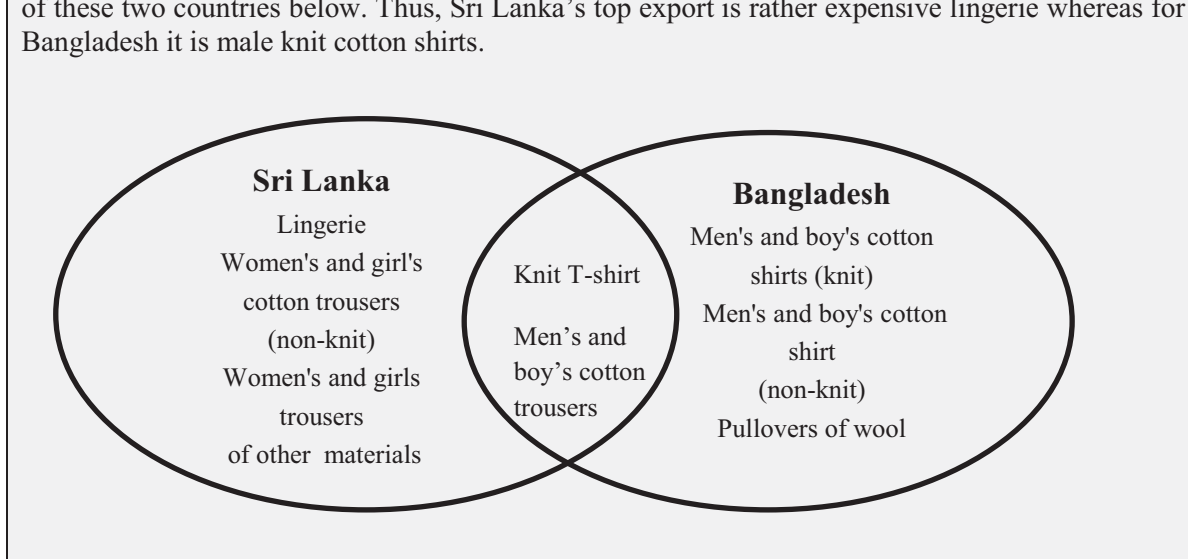 of these two countries below. Thus, Sri Lanka’s top export is rather expensive lingerie whereas for
Bangladesh it is male knit cotton shirts.
Sri Lanka
Lingerie
Women's and girl's
cotton trousers
(non-knit)
Women's and girls
trousers
of other materials
Knit T-shirt
Men’s and
boy’s cotton
trousers
Bangladesh
Men's and boy's cotton
shirts (knit)
Men's and boy's cotton
shirt
(non-knit)
Pullovers of wool